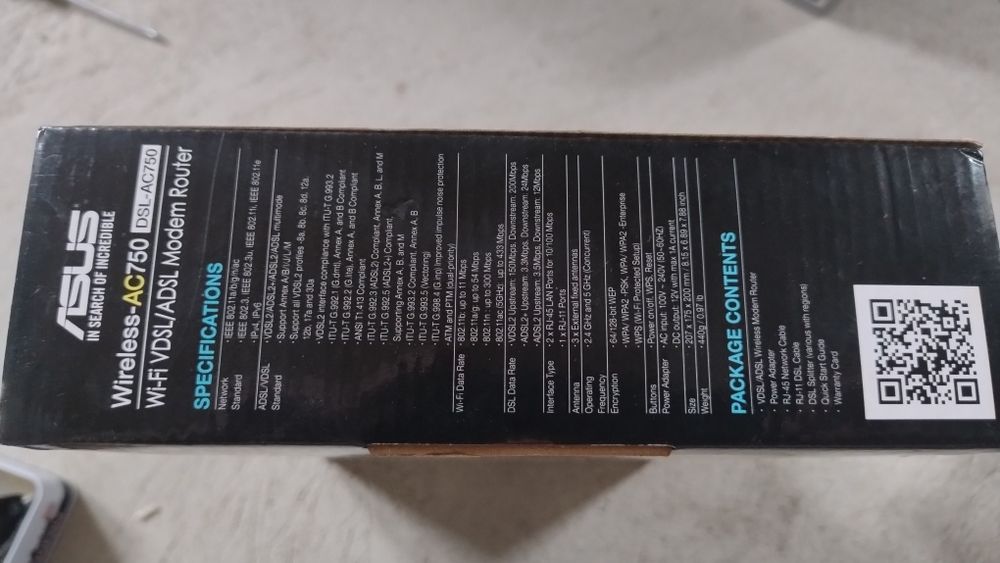 ASUS
IN SEARCH OF INCREDIBLE
Wireless-AC750 DSL-AC750
Wi-Fi VDSL/ADSL Modem Router
SPECIFICATIONS
Network Standard
• IEEE 802.11a/b/g/n/ac
IEEE 802.3, IEEE 802.3u, IEEE 802.11i, IEEE 802.11e
IPv4, IPv6
ADSL/VDSL Standard
• VDSL2/ADSL2+/ADSL2/ADSL multimode
• Support Annex A/B/I/J/L/M
• Support all VDSL2 profiles -8a, 8b, 8c, 8d, 12a,
12b, 17a and 30a
• VDSL2 interface compliance with ITU-T G.993.2
• ITU-T G.992.1 (G.dmt), Annex A, and B Compliant
• ITU-T G.992.2 (G.lite), Annex A, and B Compliant
• ANSI T1.413 Compliant
• ITU-T G.992.3 (ADSL2) Compliant, Annex A, B, L, and M
• ITU-T G.992.5 (ADSL2+) Compliant,
Supporting Annex A, B, and M
• ITU-T G.993.2 Compliant, Annex A, B
• ITU-T G.993.5 (Vectoring)
• ITU-T G.998.4 (G.inp) Improved impulse noise protection
• ATM and PTM (Dual-priority)
Wi-Fi Data Rate
• 802.11b: up to 11 Mbps
• 802.11a/g: up to 54 Mbps
• 802.11n: up to 300 Mbps
• 802.11ac (5GHz): up to 433 Mbps
DSL Data Rate
• VDSL2 Upstream: 150Mbps, Downstream: 200Mbps
• ADSL2+ Upstream: 3.3Mbps, Downstream: 24Mbps
• ADSL2 Upstream: 3.5Mbps, Downstream: 12Mbps
Interface Type
• 2 x RJ-45 LAN Ports for 10/100 Mbps
• 1 x RJ-11 Ports
Antenna
• 3 x External fixed antennas
Operating Frequency
• 2.4 GHz and 5 GHz (Concurrent)
Encryption
• 64/128-bit WEP
• WPA/ WPA2 -PSK, WPA/ WPA2 -Enterprise
• WPS (Wi-Fi Protected Setup)
Buttons
• Power on/off, WPS, Reset
Power Adapter
• AC input: 100V ~ 240V (50~60HZ)
• DC output: 12V with max 1A current
Size
• 207 x 175 x 200 mm / 8.15 x 6.89 x 7.88 inch
Weight
• 440g / 0.97 lb
PACKAGE CONTENTS
• VDSL/ADSL Wireless Modem Router
• Power Adapter
• RJ-45 Network Cable
• RJ-11 DSL Cable
• DSL Splitter (various with regions)
• Quick Start Guide
• Warranty Card